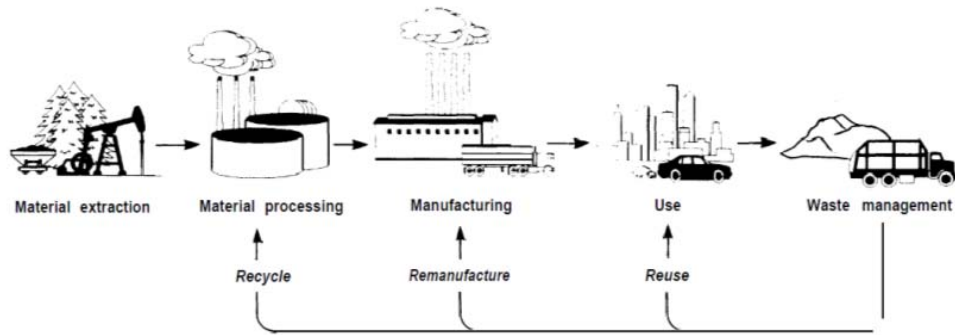 Material extraction
Material processing
Manufacturing
Use
Waste management
Recycle
Remanufacture
Reuse